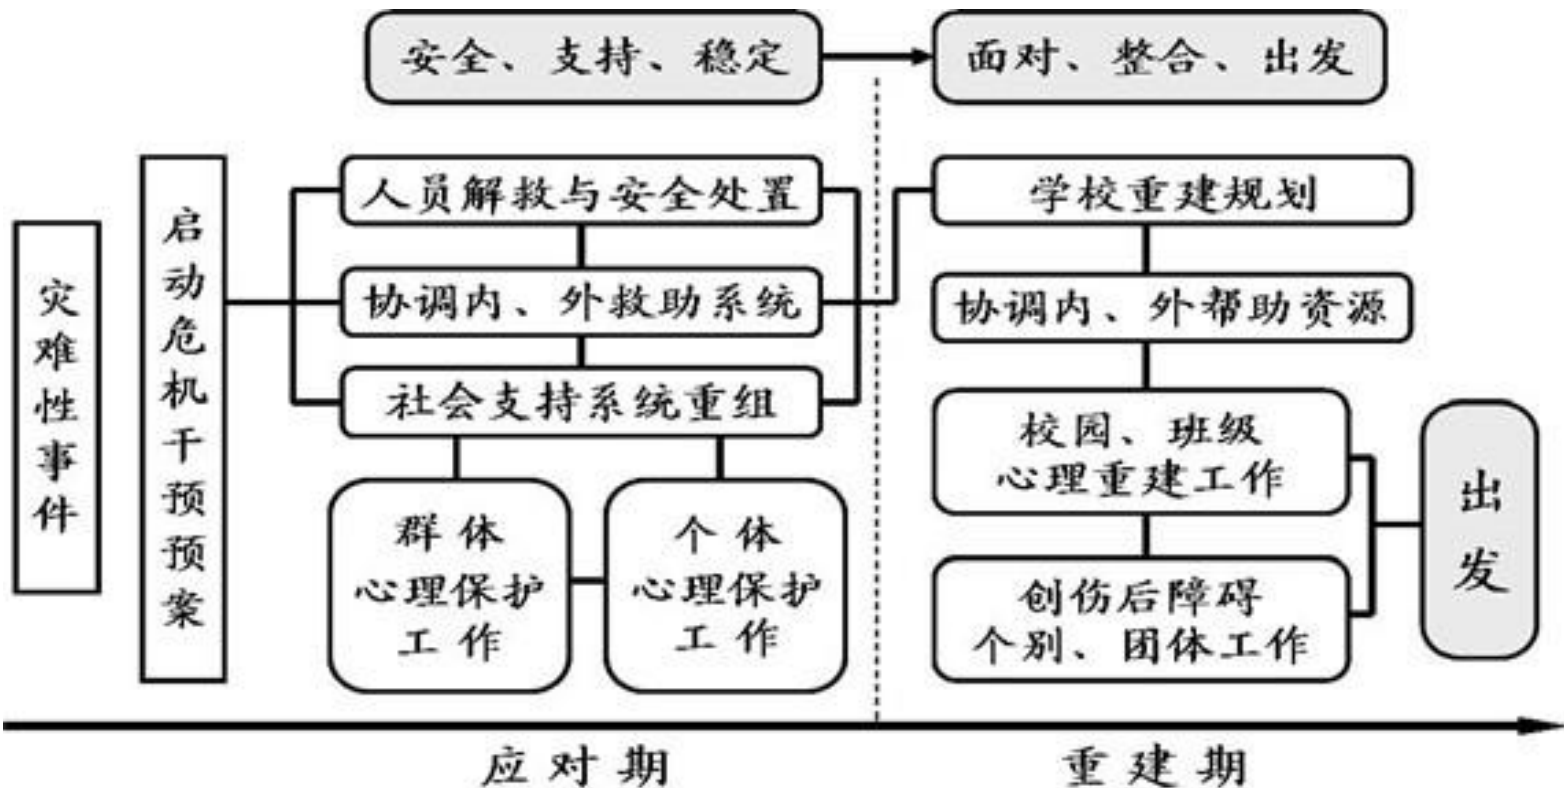 安全、支持、稳定
面对、整合、出发
灾难性事件
启动危机干预预案
人员解救与安全处置
协调内、外救助系统
社会支持系统重组
群体
心理保护
工作
个体
心理保护
工作
学校重建规划
协调内、外帮助资源
校园、班级
心理重建工作
创伤后障碍
个别、团体工作
出发
应对期
重建期